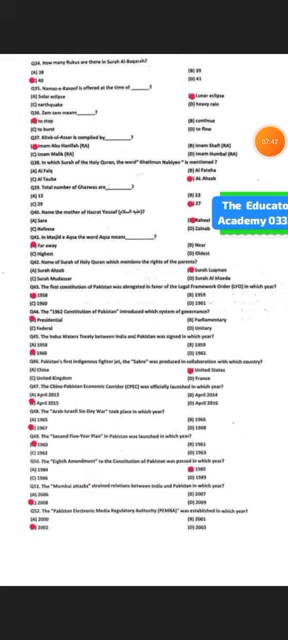 Q34. How many Rukus are there in Surah Al-Baqarah?
(A) 38 (B) 39
40 (D) 41
Q35. Namaz-e-Kasoof is offered at the time of ______?
(A) Solar eclipse Lunar eclipse
(C) earthquake (D) heavy rain
Q36. Zam zam means ______?
to stop (B) continue
(C) to burst (D) to flow
07:42
Q37. Kitab-ul-Assar is compiled by ______?
Imam Abu Hanifah (RA) (B) Imam Shafi (RA)
(C) Imam Malik (RA) (D) Imam Humbal (RA)
Q38. In which Surah of the Holy Quran, the word" Khatimun Nabiyen" is mentioned ?
(A) Al Falq (B) Al Fateha
(C) Al Tauba AL Ahzab
Q39. Total number of Ghazwas are ______?
(A) 13 (B) 23
(C) 29 27
The Educato
Academy 033
Q40. Name the mother of Hazrat Yousuf (عليه السلام)?
(A) Sara Raheel
(C) Nafeesa (D) Zainab
Q41. In Masjid e Aqsa the word Aqsa means ______?
Far away (B) Near
(C) Highest (D) Oldest
Q42. Name of Surah of Holy Quran which mentions the rights of the parents?
(A) Surah Ahzab Surah Luqman
(C) Surah Mudassar (D) Surah Al Maeda
Q43. The first constitution of Pakistan was abrogated in favor of the Legal Framework Order (LFO) in which year?
1958 (B) 1959
(C) 1960 (D) 1961
Q44. The "1962 Constitution of Pakistan" introduced which system of governance?
Presidential (B) Parliamentary
(C) Federal (D) Unitary
Q45. The Indus Waters Treaty between India and Pakistan was signed in which year?
(A) 1958 (B) 1959
1960 (D) 1961
Q46. Pakistan's first indigenous fighter jet, the "Sabre" was produced in collaboration with which country?
(A) China United States
(C) United Kingdom (D) France
Q47. The China-Pakistan Economic Corridor (CPEC) was officially launched in which year?
(A) April 2013 (B) April 2014
April 2015 (D) April 2016
Q48. The "Arab-Israeli Six-Day War" took place in which year?
(A) 1965 (B) 1966
1967 (D) 1968
Q49. The "Second Five-Year Plan" in Pakistan was launched in which year?
1960 (B) 1961
(C) 1962 (D) 1963
Q50. The "Eighth Amendment" to the Constitution of Pakistan was passed in which year?
(A) 1984 1985
(C) 1986 (D) 1989
Q51. The "Mumbai attacks" strained relations between India and Pakistan in which year?
(A) 2006 (B) 2007
2008 (D) 2009
Q52. The "Pakistan Electronic Media Regulatory Authority (PEMRA)" was established in which year?
(A) 2000 (B) 2001
2002 (D) 2003